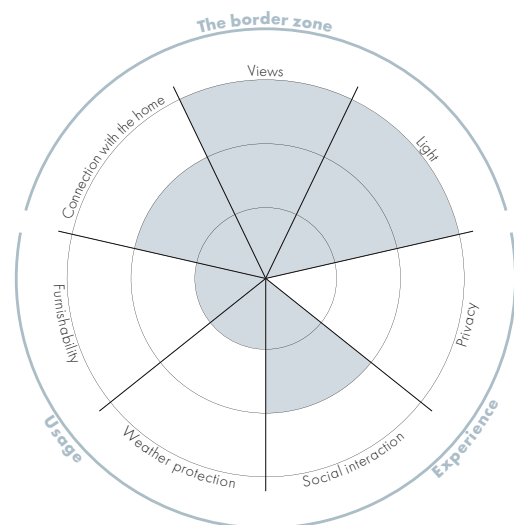 The border zone
Views
Connection with the home
Light
Furnishability
Privacy
Usage
Experience
Weather protection
Social interaction